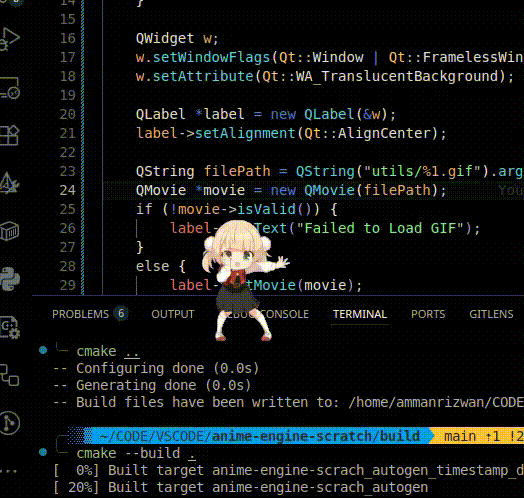 14 }
15
16 QWidget w;
17 w.setWindowFlags(Qt::Window | Qt::FramelessWin
18 w.setAttribute(Qt::WA_TranslucentBackground);
19
20 QLabel *label = new QLabel(&w);
21 label->setAlignment(Qt::AlignCenter);
22
23 QString filePath = QString("utils/%1.gif").arg
24 QMovie *movie = new QMovie(filePath); You
25 if (!movie->isValid()) {
26 label- Text("Failed to Load GIF");
27 }
28 else {
29 label- tMovie(movie);
PROBLEMS 6 OUTPUT CONSOLE TERMINAL PORTS GITLENS
cmake ..
-- Configuring done (0.0s)
-- Generating done (0.0s)
-- Build files have been written to: /home/ammanrizwan/CODE
~/CODE/VSCODE/anime-engine-scratch/build main ↑1 !2
cmake --build .
[ 0%] Built target anime-engine-scrach_autogen_timestamp_d
[ 20%] Built target anime-engine-scrach_autogen